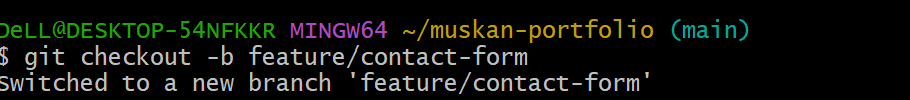 DeLL@DESKTOP-54NFKKR MINGW64 ~/muskan-portfolio (main)
$ git checkout -b feature/contact-form
Switched to a new branch 'feature/contact-form'